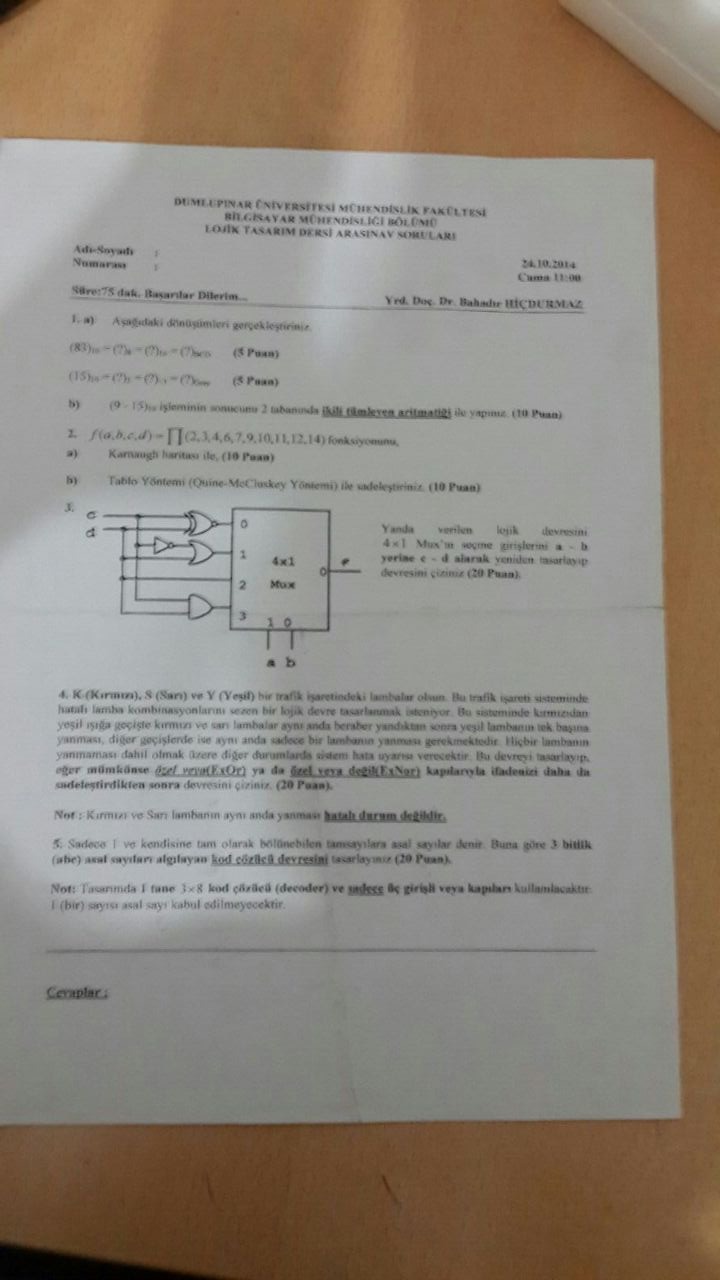 DUMLUPINAR ÜNİVERSİTESİ MÜHENDİSLİK FAKÜLTESİ
BİLGİSAYAR MÜHENDİSLİĞİ BÖLÜMÜ
LOJİK TASARIM DERSİ ARASINAV SORULARI
Adı-Soyadı :
Numarası :
24.10.2014
Cuma 11:00
Süre:75 dak. Başarılar Dilerim...
Yrd. Doç. Dr. Bahadır HİÇDURMAZ
1. a) Aşağıdaki dönüşümleri gerçekleştiriniz.
(83)₁₀ = (?)₈ = (?)₁₆ = (?)BCD (5 Puan)
(15)₁₀ = (?) = (?) = (?) (5 Puan)
b) (9 - 15)₁₀ işleminin sonucunu 2 tabanında ikili tümleyen aritmatiği ile yapınız. (10 Puan)
2. f(a,b,c,d)=∏(2,3,4,6,7,9,10,11,12,14) fonksiyonunu,
a) Karnaugh haritası ile, (10 Puan)
b) Tablo Yöntemi (Quine-McCluskey Yöntemi) ile sadeleştiriniz. (10 Puan)
3.
c
d
0
1
2
3
4x1
Mux
1 0
a b
O
Yanda verilen lojik devresini
4×1 Mux'ın seçme girişlerini a - b
yerine c - d alarak yeniden tasarlayıp
devresini çiziniz (20 Puan).
4. K (Kırmızı), S (Sarı) ve Y (Yeşil) bir trafik işaretindeki lambalar olsun. Bu trafik işareti sisteminde
hatalı lamba kombinasyonlarını sezen bir lojik devre tasarlanmak isteniyor. Bu sisteminde kırmızıdan
yeşil ışığa geçişte kırmızı ve sarı lambalar aynı anda beraber yandıktan sonra yeşil lambanın tek başına
yanması, diğer geçişlerde ise aynı anda sadece bir lambanın yanması gerekmektedir. Hiçbir lambanın
yanmaması dahil olmak üzere diğer durumlarda sistem hata uyarısı verecektir. Bu devreyi tasarlayıp,
eğer mümkünse özel veya(ExOr) ya da özel veya değil(ExNor) kapılarıyla ifadenizi daha da
sadeleştirdikten sonra devresini çiziniz. (20 Puan).
Not : Kırmızı ve Sarı lambanın aynı anda yanması hatalı durum değildir.
5. Sadece 1 ve kendisine tam olarak bölünebilen tamsayılara asal sayılar denir. Buna göre 3 bitlik
(abc) asal sayıları algılayan kod çözücü devresini tasarlayınız (20 Puan).
Not: Tasarımda 1 tane 3×8 kod çözücü (decoder) ve sadece üç girişli veya kapıları kullanılacaktır.
1 (bir) sayısı asal sayı kabul edilmeyecektir.
Cevaplar :